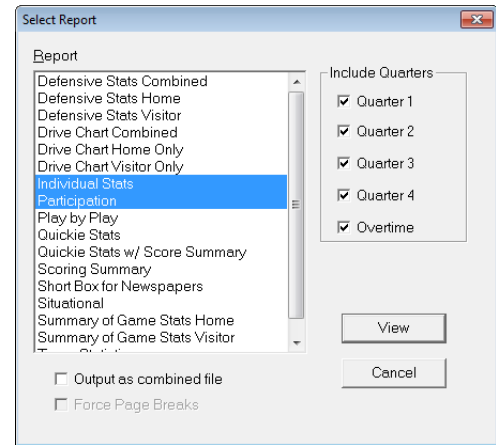 Select Report
Report
Defensive Stats Combined
Defensive Stats Home
Defensive Stats Visitor
Drive Chart Combined
Drive Chart Home Only
Drive Chart Visitor Only
Individual Stats
Participation
Play by Play
Quickie Stats
Quickie Stats w/ Score Summary
Scoring Summary
Short Box for Newspapers
Situational
Summary of Game Stats Home
Summary of Game Stats Visitor
Output as combined file
Force Page Breaks
Include Quarters
Quarter 1
Quarter 2
Quarter 3
Quarter 4
Overtime
View
Cancel